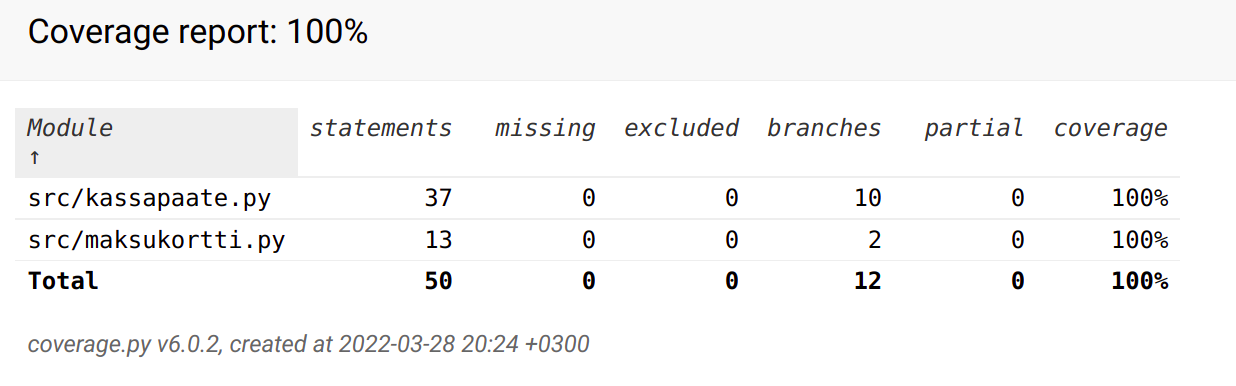 Coverage report: 100%
Module statements missing excluded branches partial coverage
↑
src/kassapaate.py 37 0 0 10 0 100%
src/maksukortti.py 13 0 0 2 0 100%
Total 50 0 0 12 0 100%
coverage.py v6.0.2, created at 2022-03-28 20:24 +0300